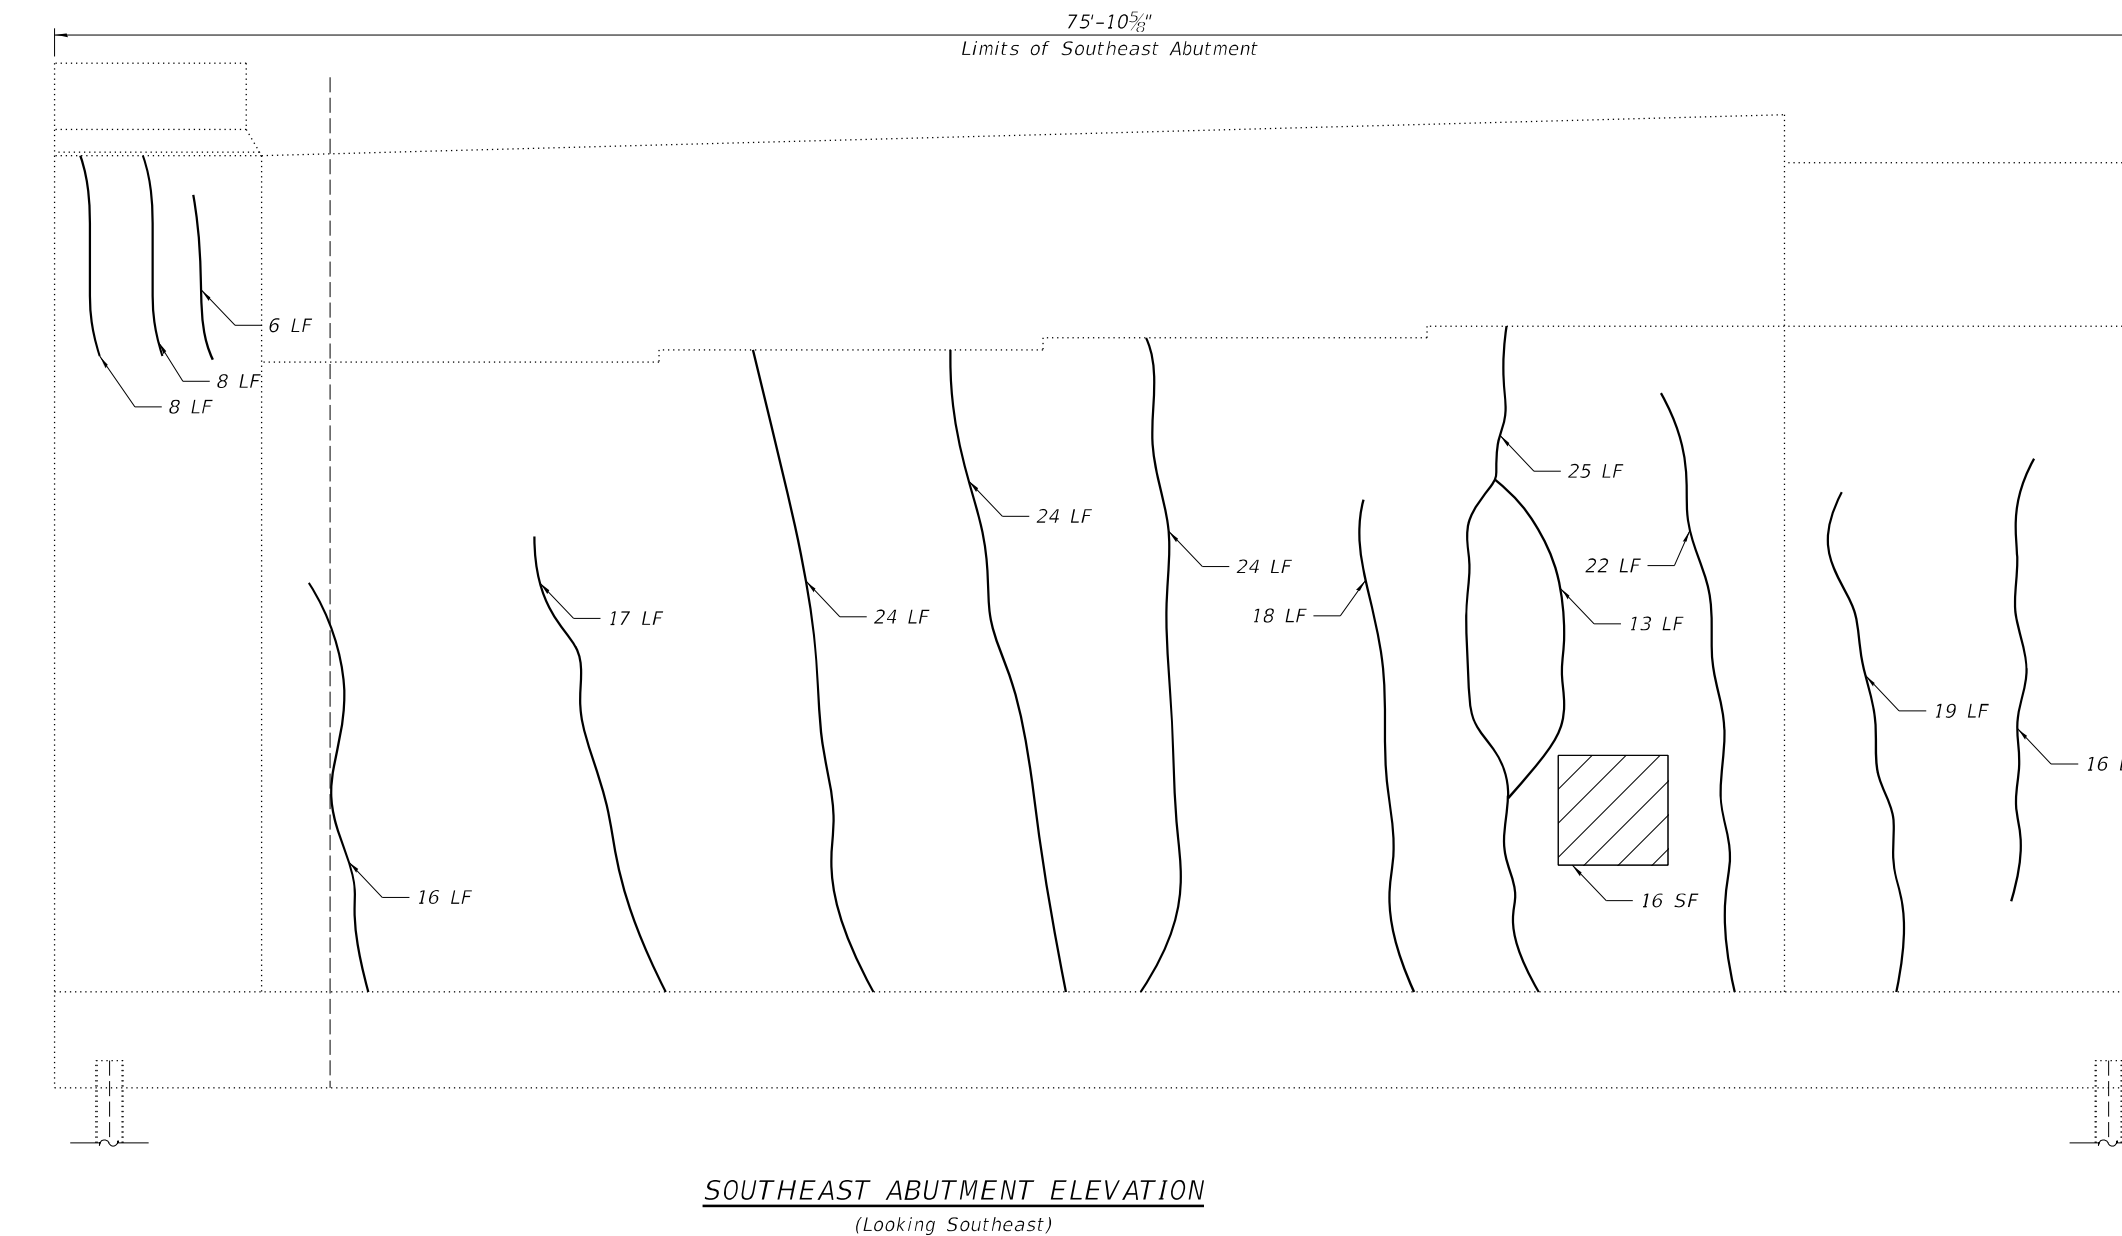 75'-10⅝"
Limits of Southeast Abutment
6 LF
8 LF
8 LF
25 LF
24 LF
24 LF
22 LF
18 LF
24 LF
17 LF
13 LF
19 LF
16
16 LF
16 SF
SOUTHEAST ABUTMENT ELEVATION
(Looking Southeast)